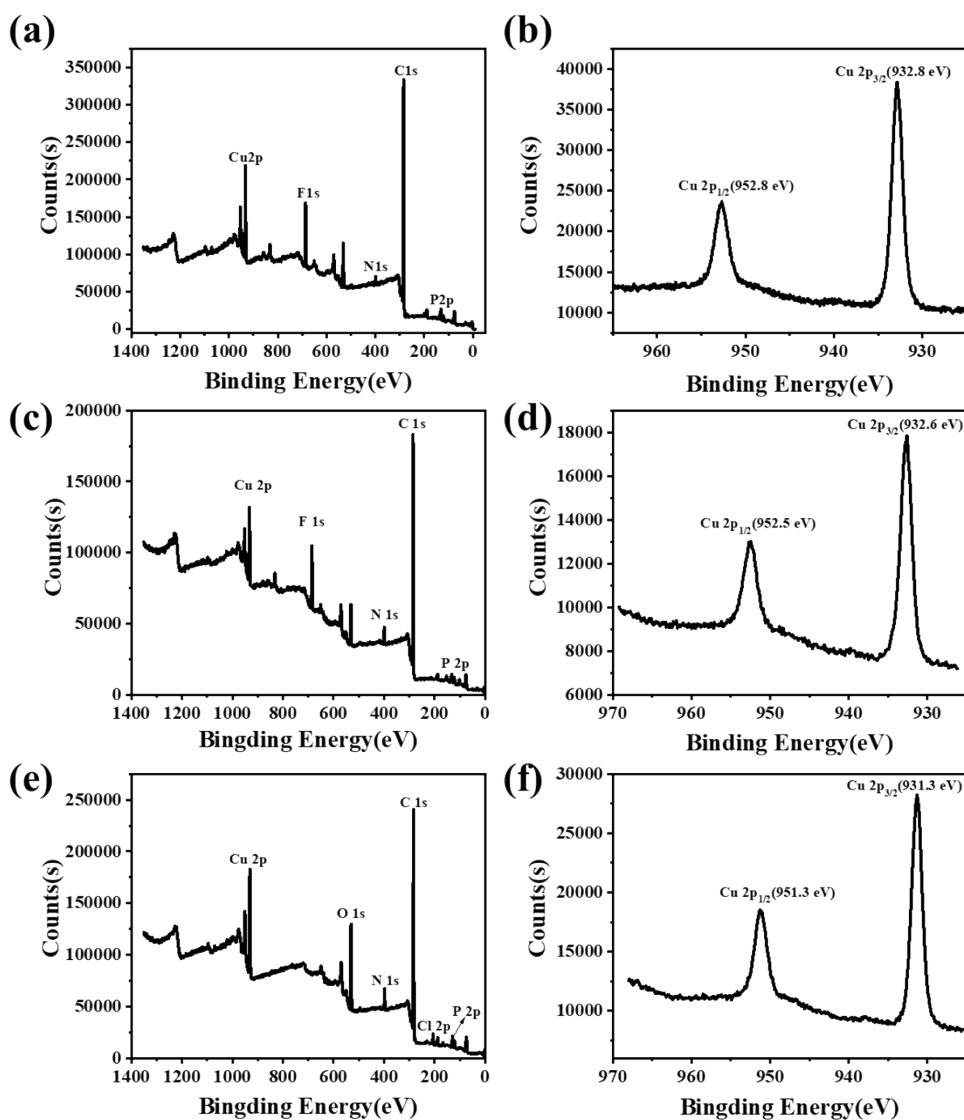 (a)
350000
300000
250000
200000
150000
100000
50000
0
Counts(s)
C1s
Cu2p
F1s
N1s
P2p
1400 1200 1000 800 600 400 200 0
Binding Energy(eV)
(b)
40000
35000
30000
25000
20000
15000
10000
Counts(s)
Cu 2p3/2(932.8 eV)
Cu 2p1/2(952.8 eV)
960 950 940 930
Binding Energy(eV)
(c)
200000
150000
100000
50000
0
Counts(s)
C 1s
Cu 2p
F 1s
N 1s
P 2p
1400 1200 1000 800 600 400 200 0
Bingding Energy(eV)
(d)
18000
16000
14000
12000
10000
8000
6000
Counts(s)
Cu 2p3/2(932.6 eV)
Cu 2p1/2(952.5 eV)
970 960 950 940 930
Binding Energy(eV)
(e)
250000
200000
150000
100000
50000
0
Counts(s)
C 1s
Cu 2p
O 1s
N 1s
Cl 2p
P 2p
1400 1200 1000 800 600 400 200 0
Bingding Energy(eV)
(f)
30000
25000
20000
15000
10000
Counts(s)
Cu 2p3/2(931.3 eV)
Cu 2p1/2(951.3 eV)
970 960 950 940 930
Binding Energy(eV)